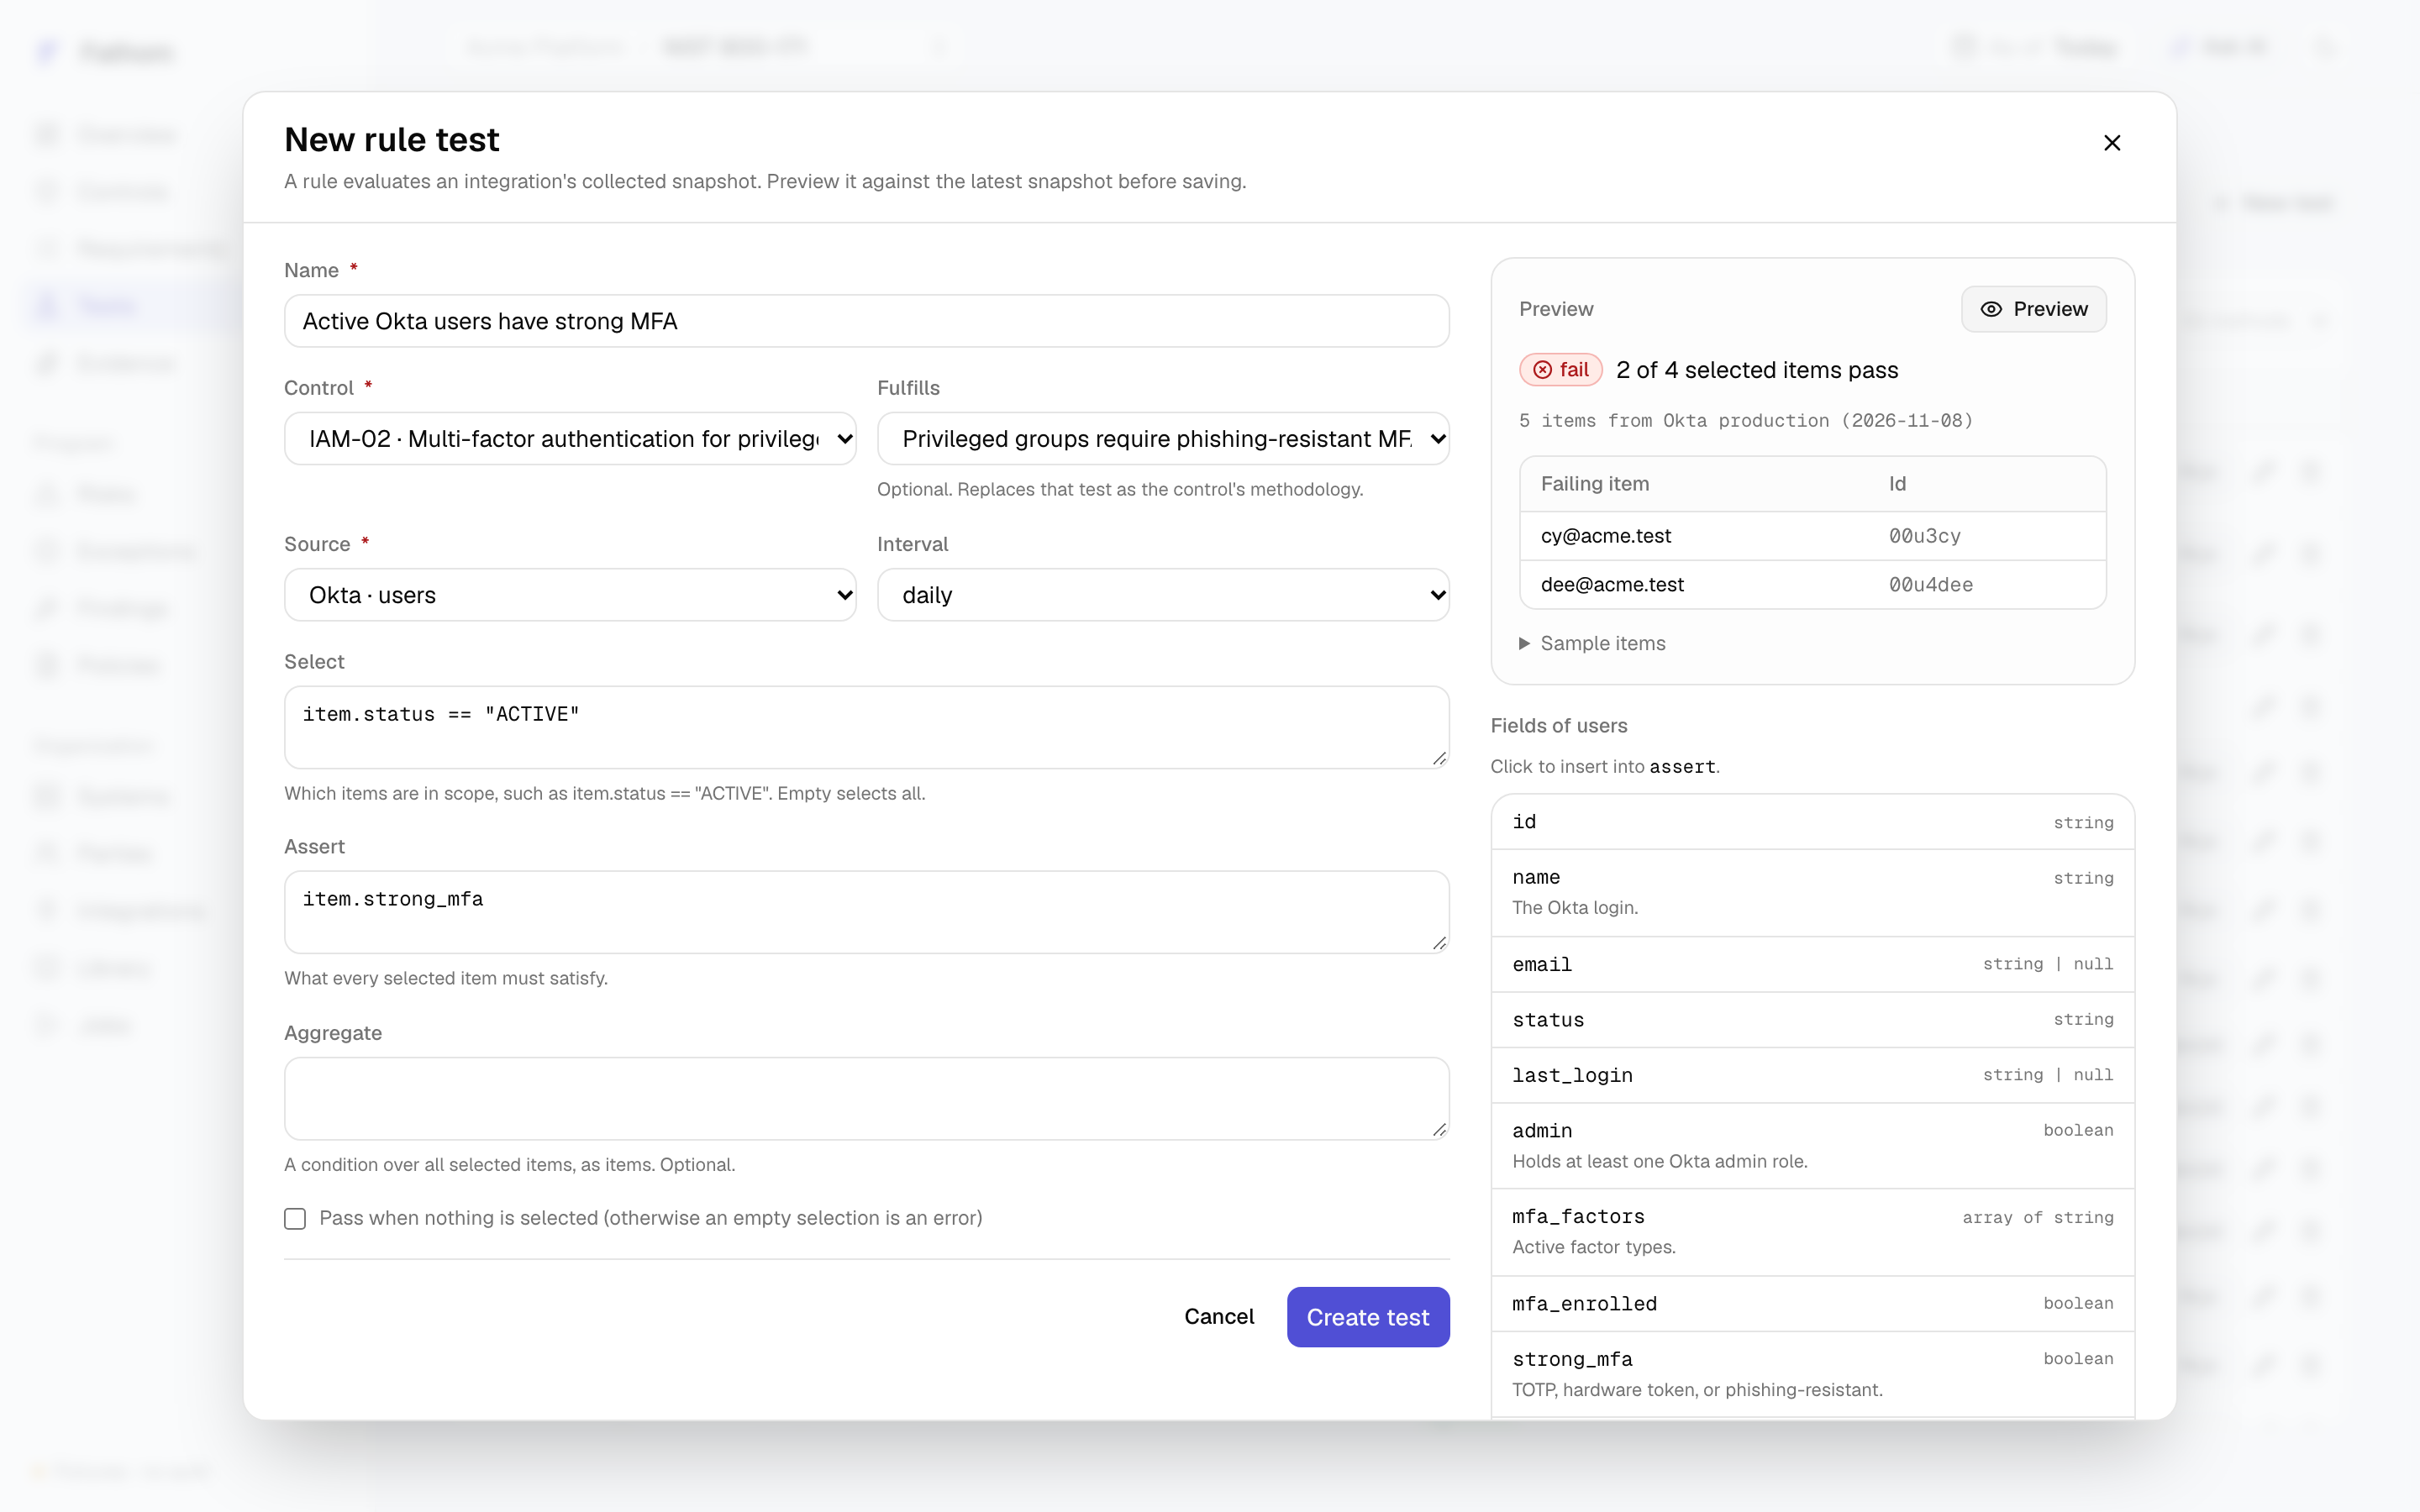 New rule test
A rule evaluates an integration's collected snapshot. Preview it against the latest snapshot before saving.
Name *
Active Okta users have strong MFA
Control *
IAM-02 · Multi-factor authentication for privileg
Fulfills
Privileged groups require phishing-resistant MF
Optional. Replaces that test as the control's methodology.
Source *
Okta · users
Interval
daily
Select
item.status == "ACTIVE"
Which items are in scope, such as item.status == "ACTIVE". Empty selects all.
Assert
item.strong_mfa
What every selected item must satisfy.
Aggregate
A condition over all selected items, as items. Optional.
Pass when nothing is selected (otherwise an empty selection is an error)
Cancel
Create test
Preview
Preview
fail 2 of 4 selected items pass
5 items from Okta production (2026-11-08)
Failing item Id
cy@acme.test 00u3cy
dee@acme.test 00u4dee
Sample items
Fields of users
Click to insert into assert.
id string
name string
The Okta login.
email string | null
status string
last_login string | null
admin boolean
Holds at least one Okta admin role.
mfa_factors array of string
Active factor types.
mfa_enrolled boolean
strong_mfa boolean
TOTP, hardware token, or phishing-resistant.